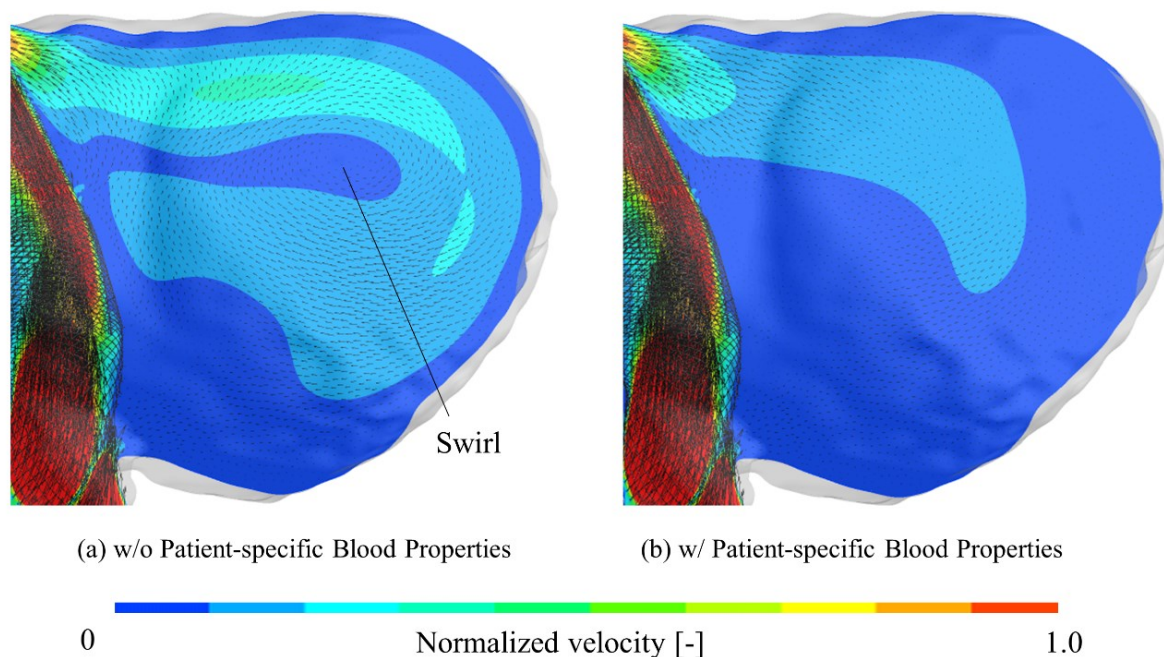 Swirl
(a) w/o Patient-specific Blood Properties
(b) w/ Patient-specific Blood Properties
0
Normalized velocity [-]
1.0